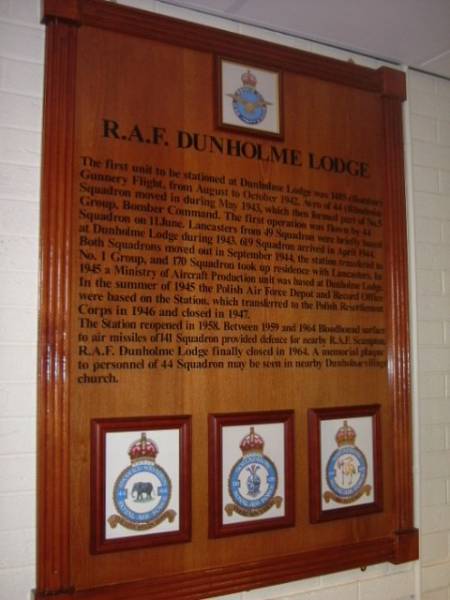 R.A.F. DUNHOLME LODGE
The first unit to be stationed at Dunholme Lodge was 1485 (Bombing)
Gunnery Flight, from August to October 1942. Avro of 44 (Rhodesia)
Squadron moved in during May 1943, which then formed part of No. 5
Group, Bomber Command. The first operation was flown by 44
Squadron on 11 June. Lancasters from 49 Squadron were briefly based
at Dunholme Lodge during 1943. 619 Squadron arrived in April 1944.
Both Squadrons moved out in September 1944, the station transferred to
No. 1 Group, and 170 Squadron took up residence with Lancasters. In
1945 a Ministry of Aircraft Production unit was based at Dunholme Lodge.
In the summer of 1945 the Polish Air Force Depot and Record Office
were based on the Station, which transferred to the Polish Resettlement
Corps in 1946 and closed in 1947.
The Station reopened in 1958. Between 1959 and 1964 Bloodhound surface
to air missiles of 141 Squadron provided defence for nearby R.A.F. Scampton.
R.A.F. Dunholme Lodge finally closed in 1964. A memorial plaque
to personnel of 44 Squadron may be seen in nearby Dunholme village
church.
44